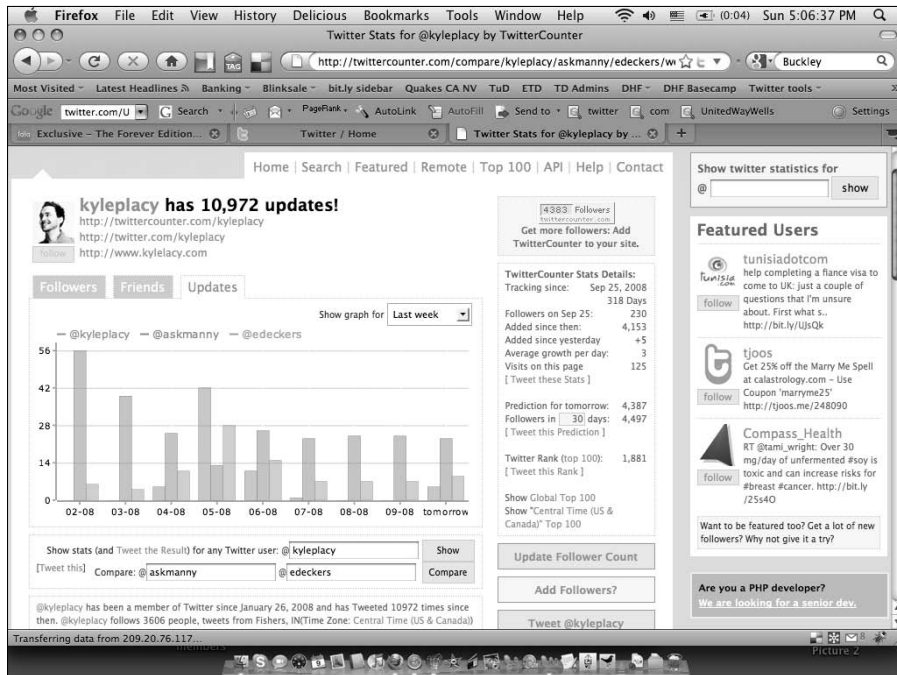 Firefox File Edit View History Delicious Bookmarks Tools Window Help (0:04) Sun 5:06:37 PM
Twitter Stats for @kyleplacy by TwitterCounter
http://twittercounter.com/compare/kyleplacy/askmanny/edeckers/w
Buckley
Most Visited Latest Headlines Banking Blinksale bit.ly sidebar Quakes CA NV TuD ETD TD Admins DHF DHF Basecamp Twitter tools
Google twitter.com/U Search PageRank AutoLink AutoFill Send to twitter com UnitedWayWells Settings
Exclusive – The Forever Edition... Twitter / Home Twitter Stats for @kyleplacy by ...
Home | Search | Featured | Remote | Top 100 | API | Help | Contact
kyleplacy has 10,972 updates!
http://twittercounter.com/kyleplacy
http://twitter.com/kyleplacy
http://www.kylelacy.com
follow
Followers Friends Updates
Show graph for Last week
@kyleplacy @askmanny @edeckers
56
42
28
14
0
02-08 03-08 04-08 05-08 06-08 07-08 08-08 09-08 tomorrow
Show stats (and Tweet the Result) for any Twitter user: @ kyleplacy Show
[Tweet this] Compare: @ askmanny @ edeckers Compare
@kyleplacy has been a member of Twitter since January 26, 2008 and has Tweeted 10972 times since
then. @kyleplacy follows 3606 people, tweets from Fishers, IN(Time Zone: Central Time (US & Canada))
4383 Followers
twittercounter.com
Get more followers: Add
TwitterCounter to your site.
TwitterCounter Stats Details:
Tracking since: Sep 25, 2008
318 Days
Followers on Sep 25: 230
Added since then: 4,153
Added since yesterday +5
Average growth per day: 3
Visits on this page 125
[ Tweet these Stats ]
Prediction for tomorrow: 4,387
Followers in 30 days: 4,497
[ Tweet this Prediction ]
Twitter Rank (top 100): 1,881
[ Tweet this Rank ]
Show Global Top 100
Show "Central Time (US &
Canada)" Top 100
Update Follower Count
Add Followers?
Tweet @kyleplacy
Show twitter statistics for
@ show
Featured Users
tunisiadotcom
help completing a fiance visa to
come to UK: just a couple of
questions that I'm unsure
about. First what s..
http://bit.ly/UJsQk
Tunisia
.com
follow
tjoos
Get 25% off the Marry Me Spell
at calastrology.com – Use
Coupon 'marryme25'
http://tjoos.me/248090
follow
Compass_Health
RT @tami_wright: Over 30
mg/day of unfermented #soy is
toxic and can increase risks for
#breast #cancer. http://bit.ly
/25s4O
follow
Want to be featured too? Get a lot of new
followers? Why not give it a try?
Are you a PHP developer?
We are looking for a senior dev.
Transferring data from 209.20.76.117...
8
members
Picture 2